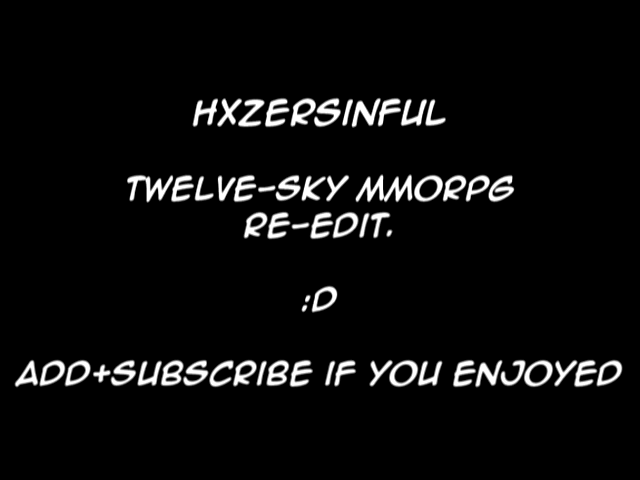 HXZERSINFUL
TWELVE-SKY MMORPG
RE-EDIT.
:D
ADD+SUBSCRIBE IF YOU ENJOYED